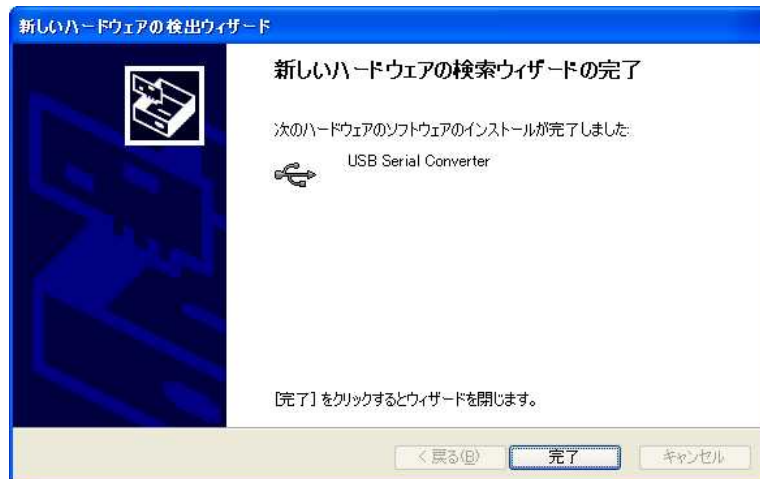 新しいハードウェアの検出ウィザード
新しいハードウェアの検索ウィザードの完了
次のハードウェアのソフトウェアのインストールが完了しました:
USB Serial Converter
[完了] をクリックするとウィザードを閉じます。
< 戻る(B) 完了 キャンセル